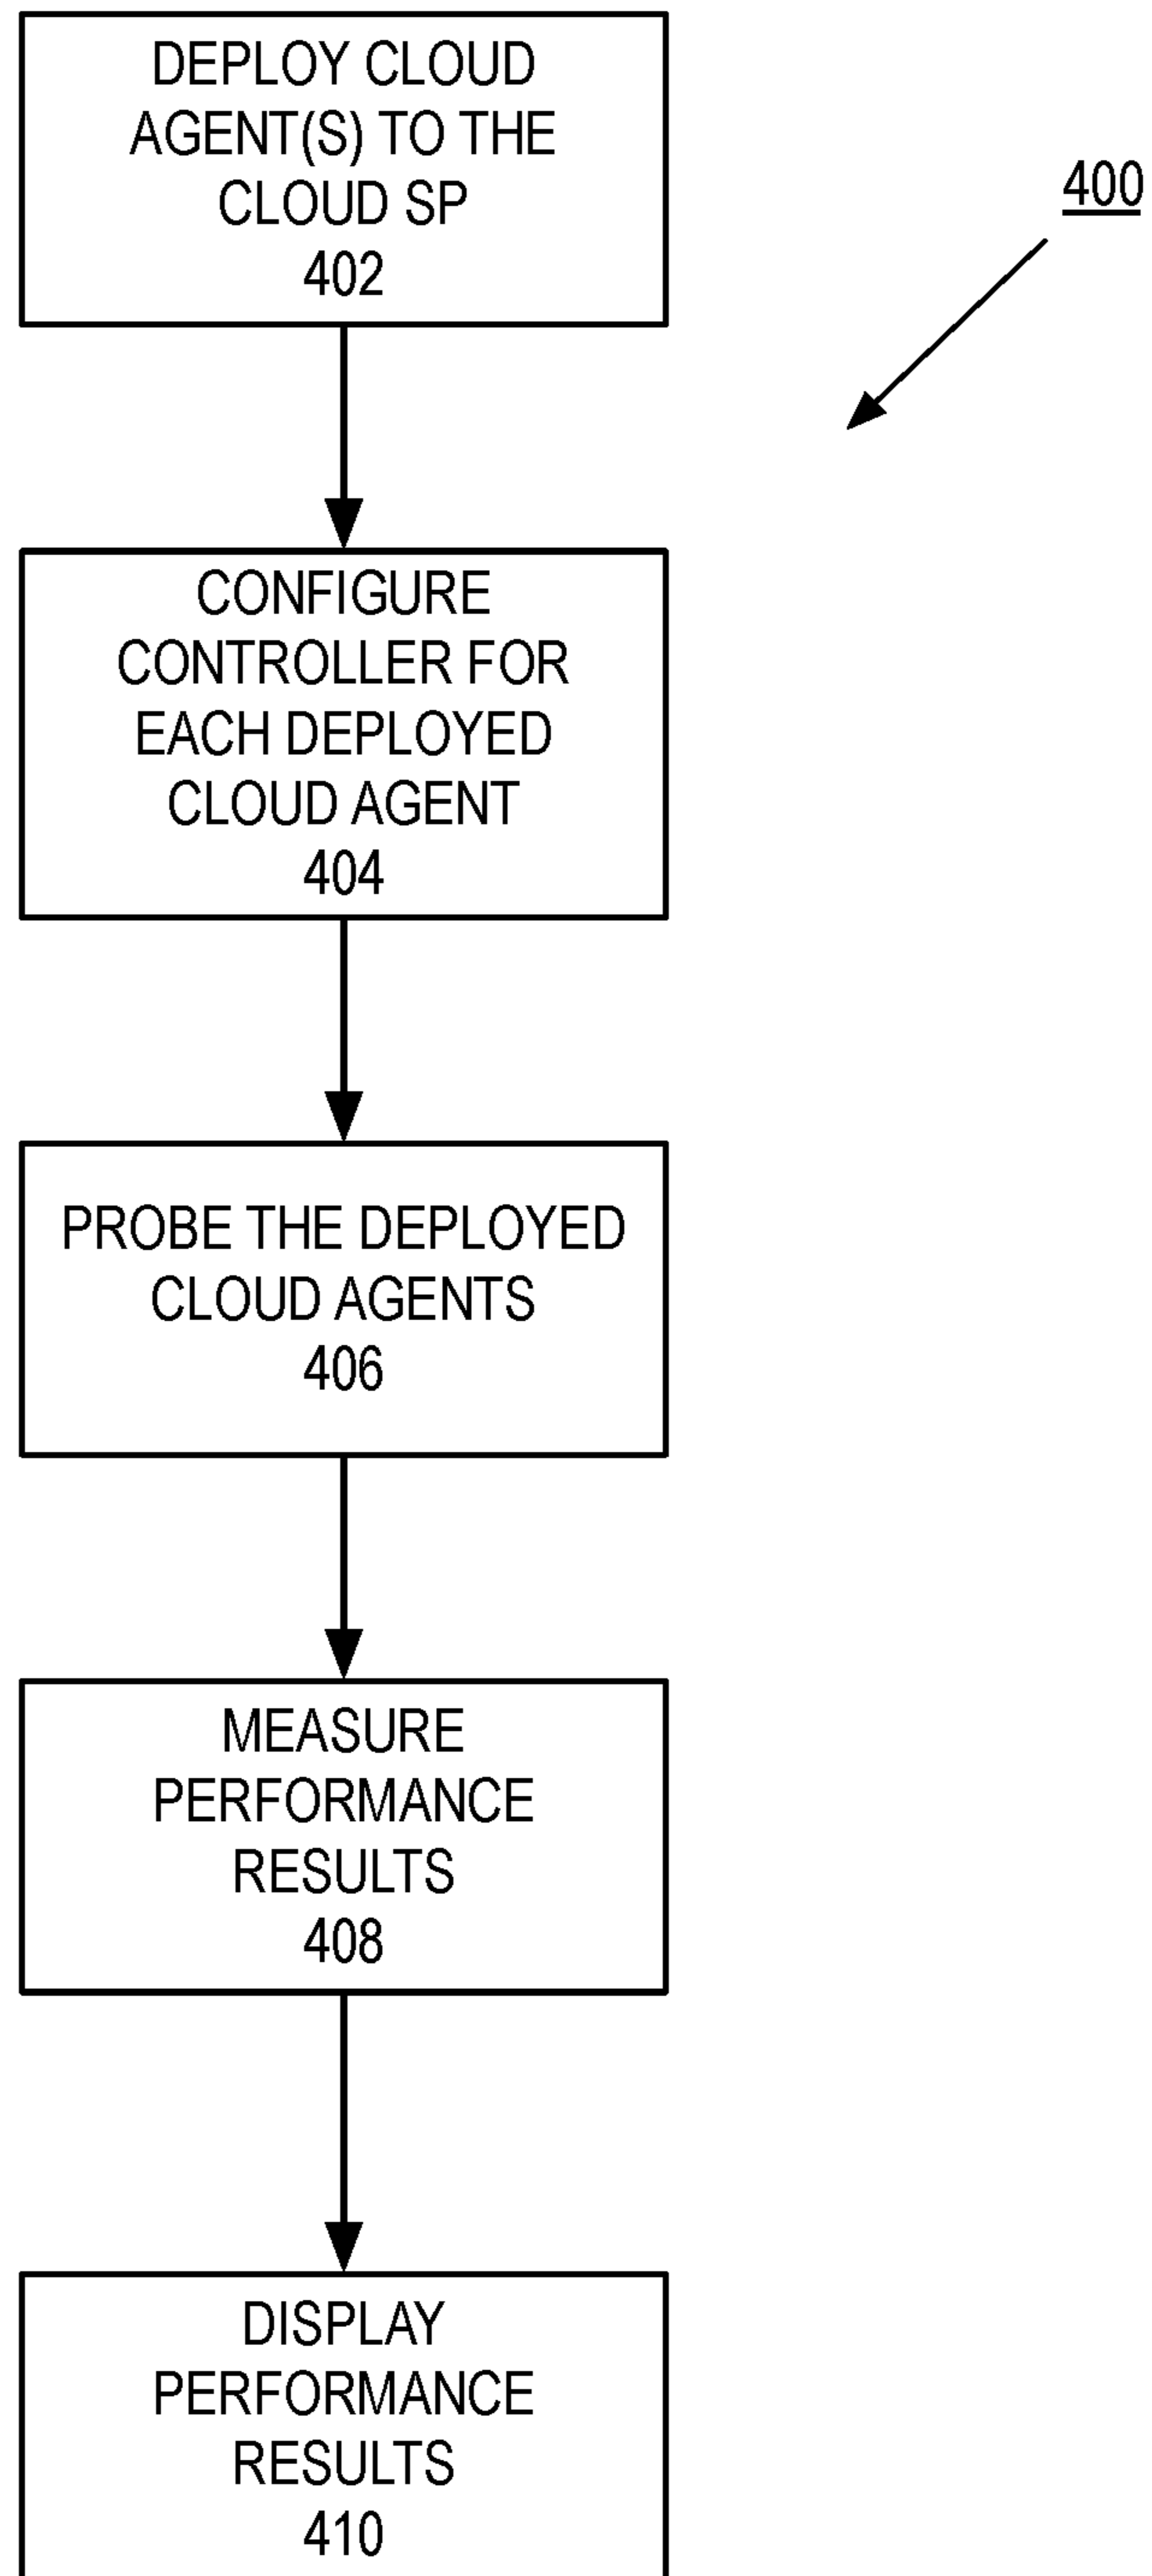 DEPLOY CLOUD
AGENT(S) TO THE
CLOUD SP
402
400
CONFIGURE
CONTROLLER FOR
EACH DEPLOYED
CLOUD AGENT
404
PROBE THE DEPLOYED
CLOUD AGENTS
406
MEASURE
PERFORMANCE
RESULTS
408
DISPLAY
PERFORMANCE
RESULTS
410